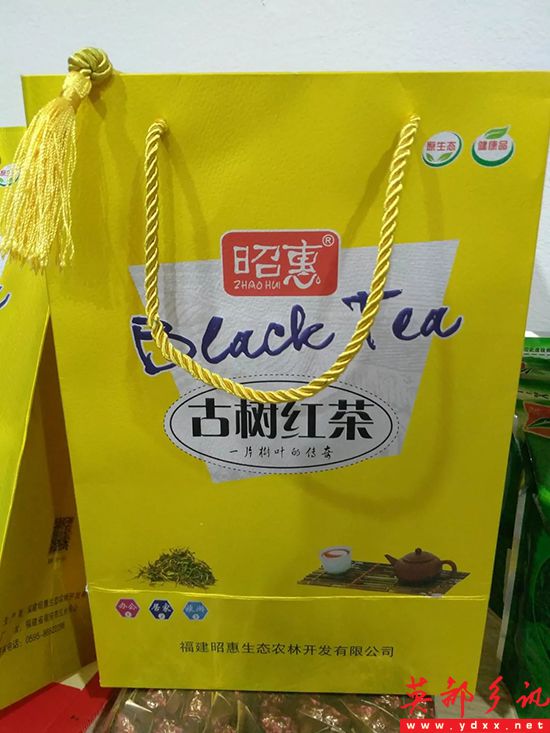 原生态
健康品
昭惠®
ZHAO HUI
Black Tea
古树红茶
一片树叶的传奇
办公
居家
旅游
福建昭惠生态农林开发有限公司
英都乡讯
www.ydxx.net